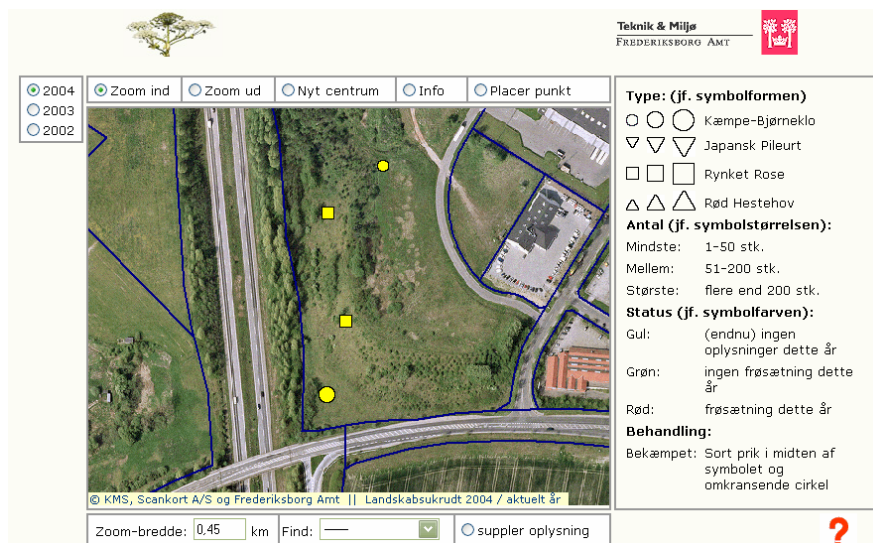 Teknik & Miljø
FREDERIKSBORG AMT
2004
2003
2002
Zoom ind
Zoom ud
Nyt centrum
Info
Placer punkt
© KMS, Scankort A/S og Frederiksborg Amt || Landskabsukrudt 2004 / aktuelt år
Zoom-bredde: 0,45 km
Find:
suppler oplysning
Type: (jf. symbolformen)
Kæmpe-Bjørneklo
Japansk Pileurt
Rynket Rose
Rød Hestehov
Antal (jf. symbolstørrelsen):
Mindste: 1-50 stk.
Mellem: 51-200 stk.
Største: flere end 200 stk.
Status (jf. symbolfarven):
Gul: (endnu) ingen
oplysninger dette år
Grøn: ingen frøsætning dette
år
Rød: frøsætning dette år
Behandling:
Bekæmpet: Sort prik i midten af
symbolet og
omkransende cirkel
?